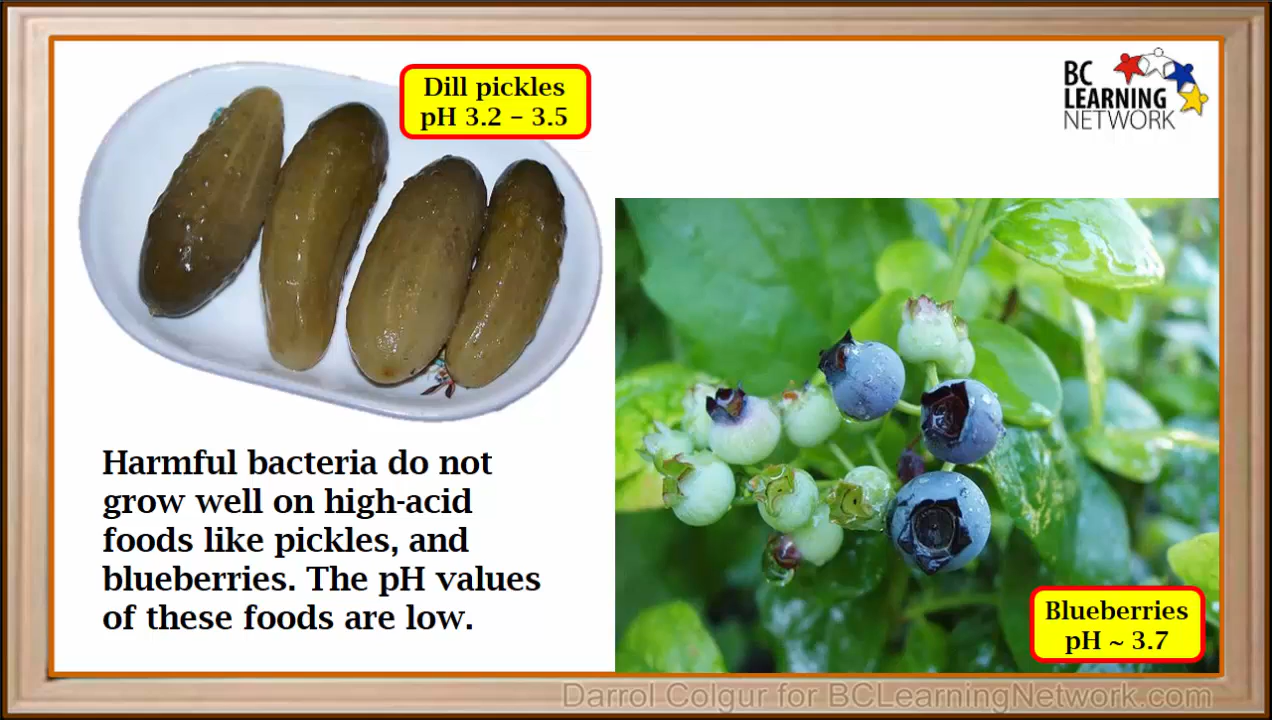 Dill pickles
pH 3.2 – 3.5
BC
LEARNING
NETWORK
Harmful bacteria do not
grow well on high-acid
foods like pickles, and
blueberries. The pH values
of these foods are low.
Blueberries
pH ~ 3.7
Darrol Colgur for BCLearningNetwork.com